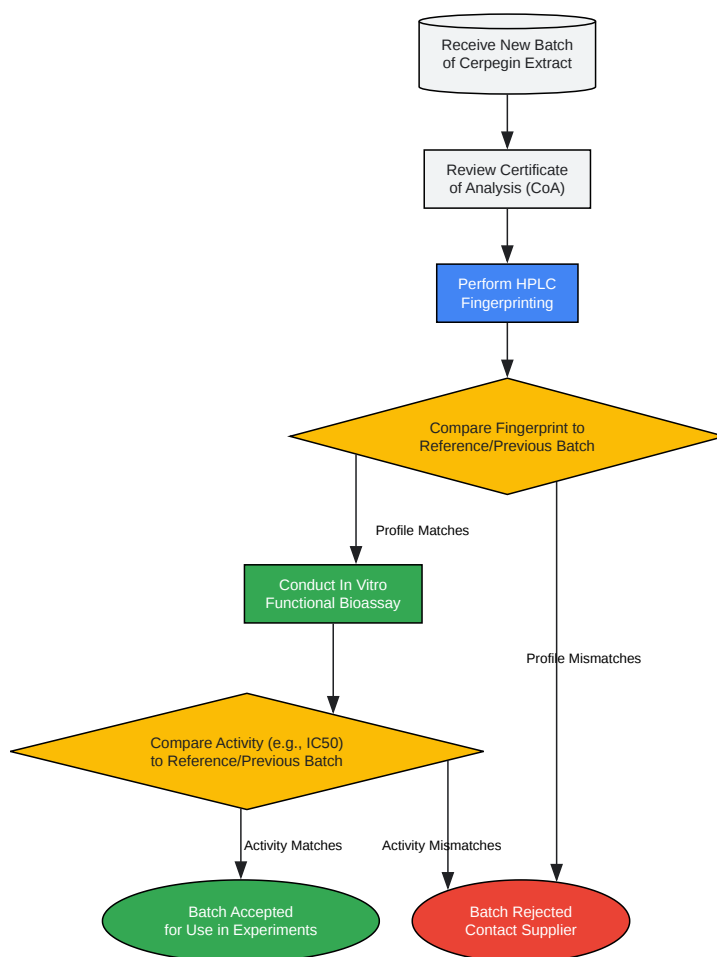 Receive New Batch
of Cerpegin Extract
Review Certificate
of Analysis (CoA)
Perform HPLC
Fingerprinting
Compare Fingerprint to
Reference/Previous Batch
Profile Matches
Conduct In Vitro
Functional Bioassay
Profile Mismatches
Compare Activity (e.g., IC50)
to Reference/Previous Batch
Activity Matches
Activity Mismatches
Batch Accepted
for Use in Experiments
Batch Rejected
Contact Supplier